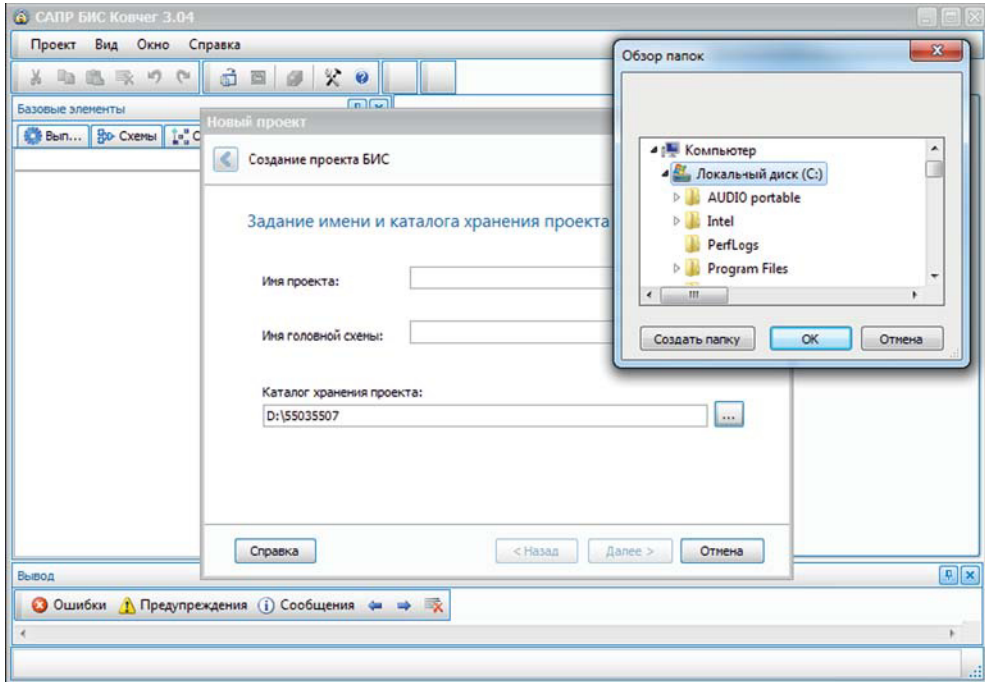 САПР БИС Ковчег 3.04
Проект Вид Окно Справка
Базовые элементы
Вып... Схемы С
Новый проект
Создание проекта БИС
Задание имени и каталога хранения проекта
Имя проекта:
Имя головной схемы:
Каталог хранения проекта:
D:\55035507
...
Справка < Назад Далее > Отмена
Обзор папок
Компьютер
Локальный диск (C:)
AUDIO portable
Intel
PerfLogs
Program Files
Создать папку ОК Отмена
Вывод
Ошибки Предупреждения Сообщения